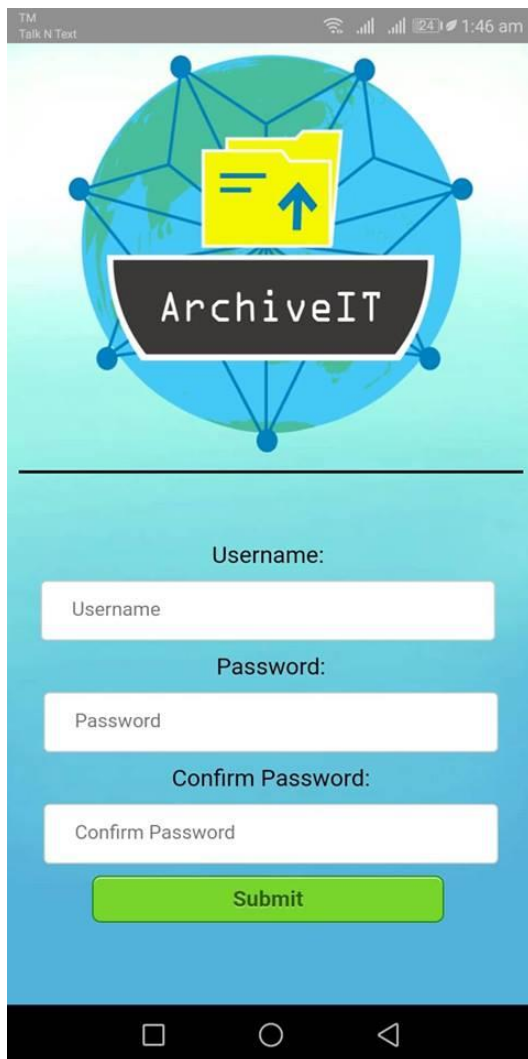 TM
Talk N Text
24 1:46 am
ArchiveIT
Username:
Username
Password:
Password
Confirm Password:
Confirm Password
Submit